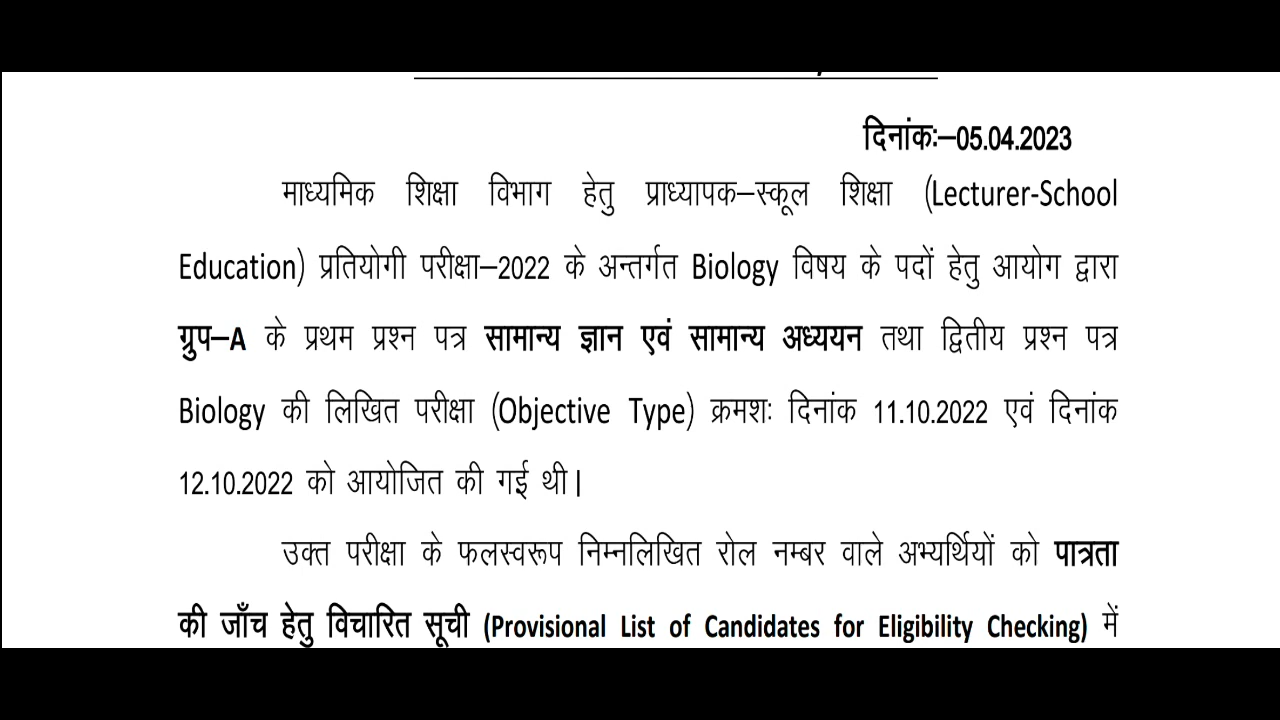 दिनांकः–05.04.2023
माध्यमिक शिक्षा विभाग हेतु प्राध्यापक–स्कूल शिक्षा (Lecturer-School
Education) प्रतियोगी परीक्षा–2022 के अन्तर्गत Biology विषय के पदों हेतु आयोग द्वारा
ग्रुप–A के प्रथम प्रश्न पत्र सामान्य ज्ञान एवं सामान्य अध्ययन तथा द्वितीय प्रश्न पत्र
Biology की लिखित परीक्षा (Objective Type) क्रमशः दिनांक 11.10.2022 एवं दिनांक
12.10.2022 को आयोजित की गई थी।
उक्त परीक्षा के फलस्वरूप निम्नलिखित रोल नम्बर वाले अभ्यर्थियों को पात्रता
की जाँच हेतु विचारित सूची (Provisional List of Candidates for Eligibility Checking) में